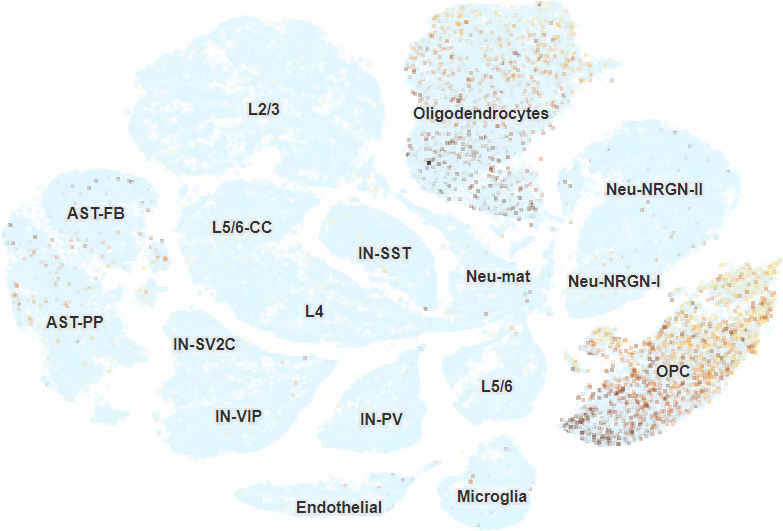 L2/3
Oligodendrocytes
Neu-NRGN-II
AST-FB
L5/6-CC
IN-SST
Neu-mat
Neu-NRGN-I
L4
AST-PP
IN-SV2C
OPC
L5/6
IN-VIP
IN-PV
Microglia
Endothelial